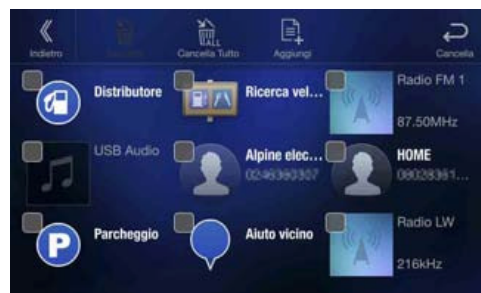 Indietro
Cancella Tutto
Aggiungi
Cancella
ALL
Distributore
Ricerca vel...
Radio FM 1
87.50MHz
USB Audio
Alpine elec...
HOME
P
Parcheggio
Aiuto vicino
Radio LW
216kHz